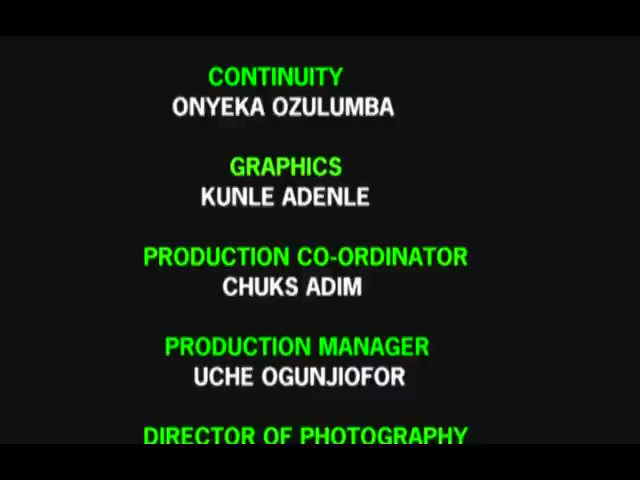 CONTINUITY
ONYEKA OZULUMBA
GRAPHICS
KUNLE ADENLE
PRODUCTION CO-ORDINATOR
CHUKS ADIM
PRODUCTION MANAGER
UCHE OGUNJIOFOR
DIRECTOR OF PHOTOGRAPHY